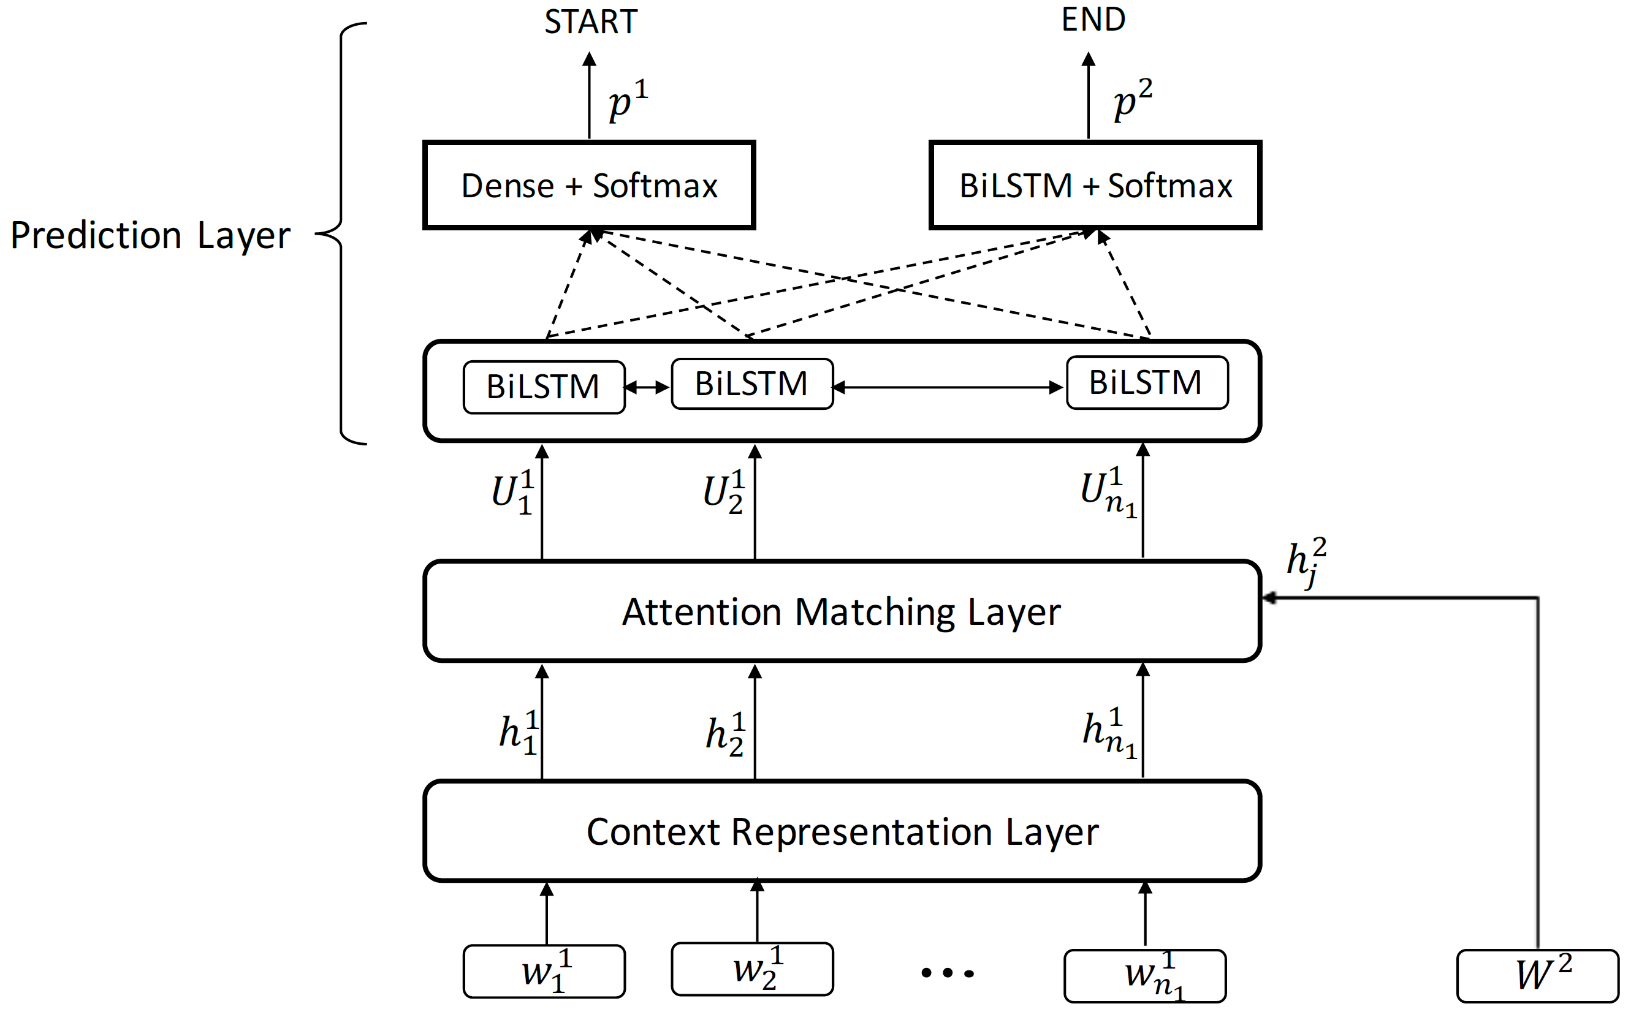 START END
p^1 p^2
Dense + Softmax BiLSTM + Softmax
Prediction Layer
BiLSTM BiLSTM BiLSTM
U_1^1 U_2^1 U_{n_1}^1
h_j^2
Attention Matching Layer
h_1^1 h_2^1 h_{n_1}^1
Context Representation Layer
w_1^1 w_2^1 ... w_{n_1}^1 W^2